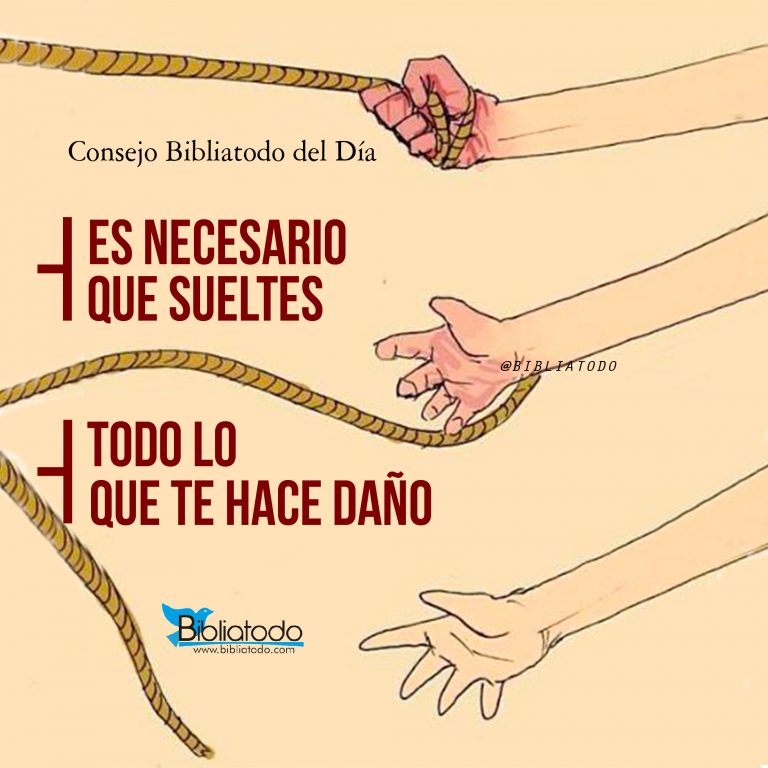 Consejo Bibliatodo del Día
ES NECESARIO
QUE SUELTES
@BIBLIATODO
TODO LO
QUE TE HACE DAÑO
Bibliatodo
www.bibliatodo.com